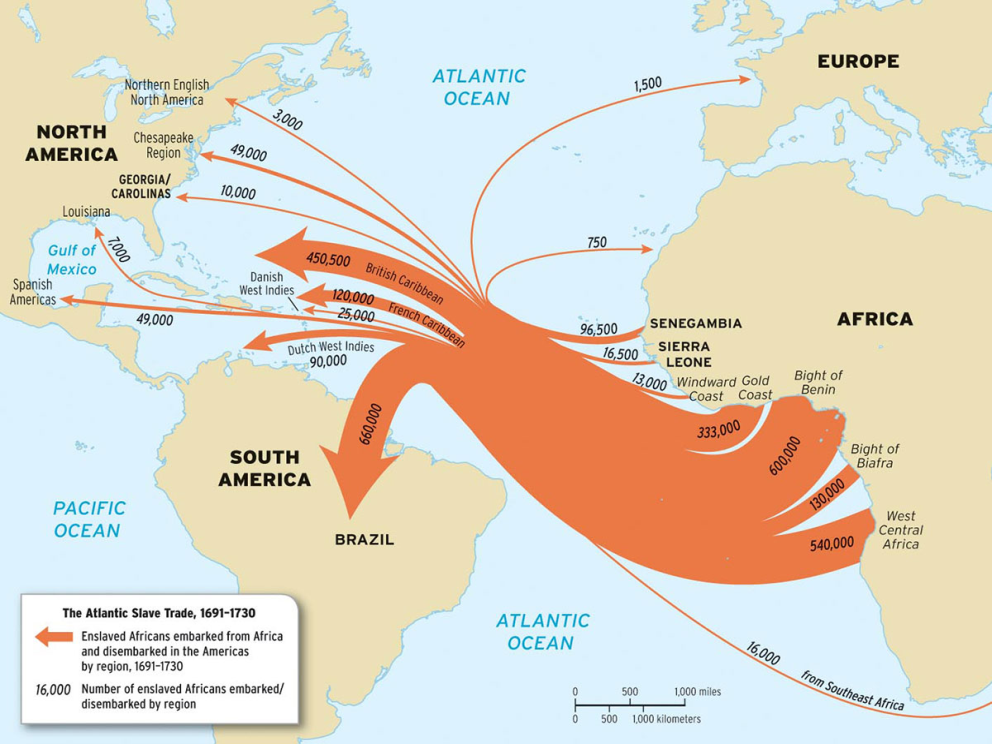 EUROPE
ATLANTIC
OCEAN
1,500
Northern English
North America
3,000
NORTH
AMERICA
Chesapeake
Region
49,000
GEORGIA/
CAROLINAS
10,000
Louisiana
7,000
Gulf of
Mexico
750
450,500
British Caribbean
Danish
West Indies
120,000
French Caribbean
25,000
Spanish
Americas
49,000
Dutch West Indies
90,000
AFRICA
96,500
SENEGAMBIA
16,500
SIERRA
LEONE
13,000
Windward
Coast
Gold
Coast
Bight of
Benin
333,000
600,000
Bight of
Biafra
130,000
West
Central
Africa
540,000
660,000
SOUTH
AMERICA
PACIFIC
OCEAN
BRAZIL
ATLANTIC
OCEAN
16,000
from Southeast Africa
The Atlantic Slave Trade, 1691–1730
Enslaved Africans embarked from Africa
and disembarked in the Americas
by region, 1691–1730
16,000 Number of enslaved Africans embarked/
disembarked by region
0 500 1,000 miles
0 500 1,000 kilometers